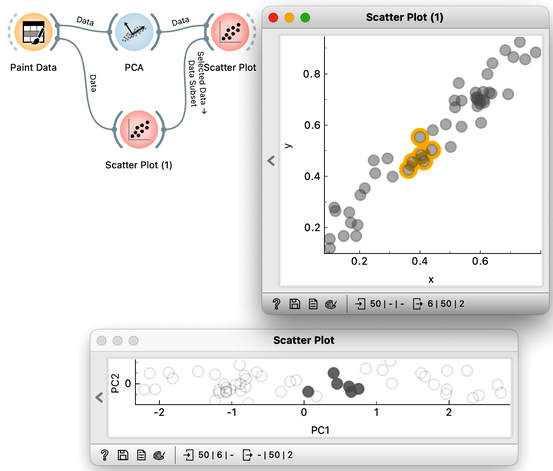 Data
Data
Paint Data
PCA
Scatter Plot
Data
Selected Data →
Data Subset
Scatter Plot (1)
Scatter Plot (1)
y
0.8
0.6
0.4
0.2
0.2
0.4
0.6
x
50 | - | -
6 | 50 | 2
Scatter Plot
PC2
0
-2
-1
0
1
2
PC1
50 | 6 | -
- | 50 | 2